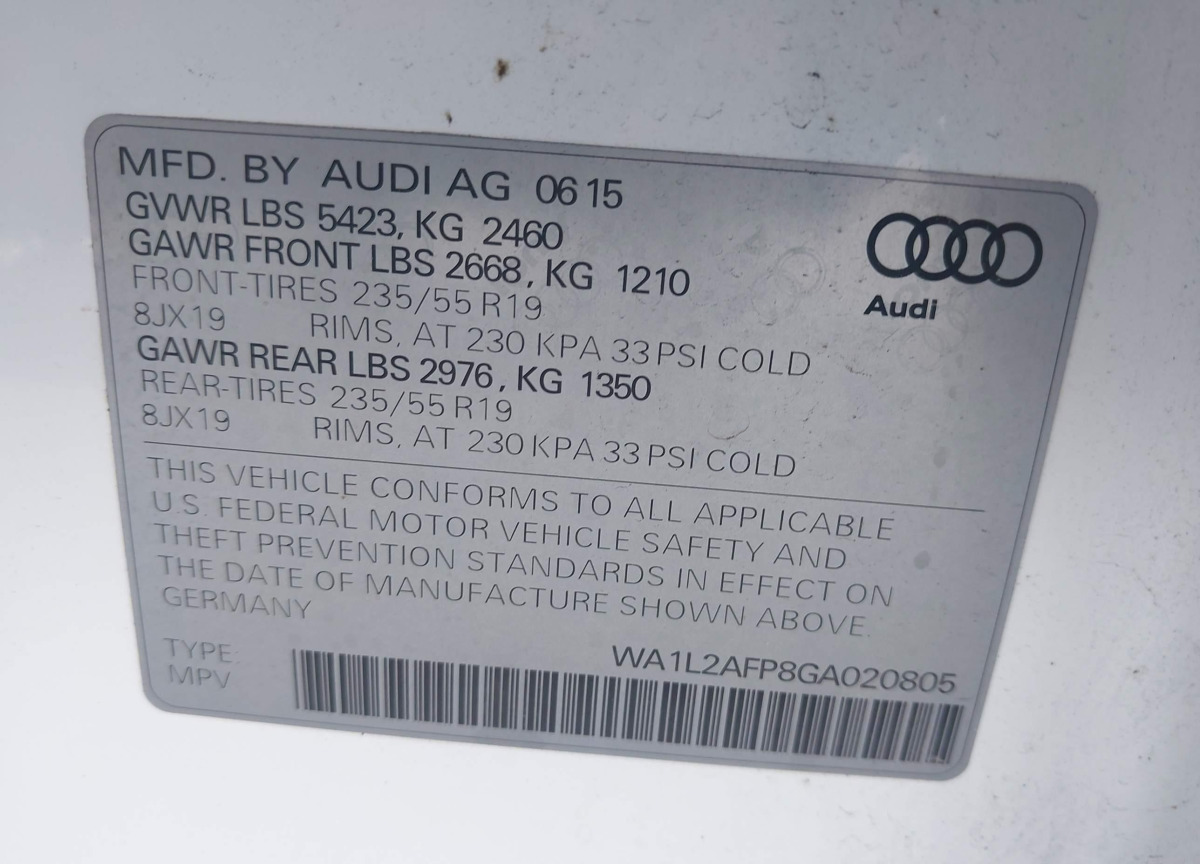 MFD. BY AUDI AG 06 15
GVWR LBS 5423, KG 2460
GAWR FRONT LBS 2668, KG 1210
FRONT-TIRES 235/55 R19
8JX19 RIMS, AT 230 KPA 33 PSI COLD
GAWR REAR LBS 2976, KG 1350
REAR-TIRES 235/55 R19
8JX19 RIMS, AT 230 KPA 33 PSI COLD
Audi
THIS VEHICLE CONFORMS TO ALL APPLICABLE
U.S. FEDERAL MOTOR VEHICLE SAFETY AND
THEFT PREVENTION STANDARDS IN EFFECT ON
THE DATE OF MANUFACTURE SHOWN ABOVE.
GERMANY
WA1L2AFP8GA020805
TYPE:
MPV